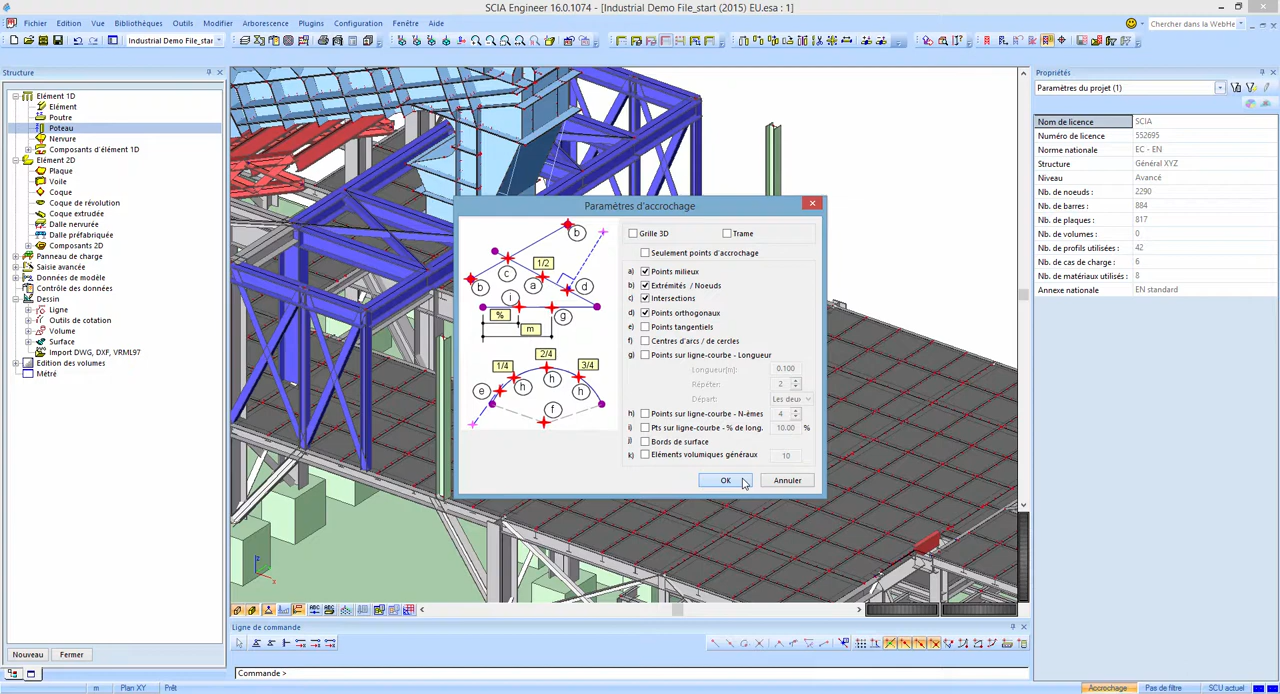 SCIA Engineer 16.0.1074 - [Industrial Demo File_start (2015) EU.esa : 1]
Fichier Edition Vue Bibliothèques Outils Modifier Arborescence Plugins Configuration Fenêtre Aide
Chercher dans la WebHe
Industrial Demo File_star
Structure
Elément 1D
Elément
Poutre
Poteau
Nervure
Composants d'élément 1D
Elément 2D
Plaque
Voile
Coque
Coque de révolution
Coque extrudée
Dalle nervurée
Dalle préfabriquée
Composants 2D
Panneau de charge
Saisie avancée
Données de modèle
Contrôle des données
Dessin
Ligne
Outils de cotation
Volume
Surface
Import DWG, DXF, VRML97
Edition des volumes
Métré
Nouveau Fermer
Paramètres d'accrochage
Grille 3D Trame
Seulement points d'accrochage
a) Points milieux
b) Extrémités / Noeuds
c) Intersections
d) Points orthogonaux
e) Points tangentiels
f) Centres d'arcs / de cercles
g) Points sur ligne-courbe - Longueur
Longueur[m]: 0.100
Répéter: 2
Départ: Les deux
h) Points sur ligne-courbe - N-émes 4
i) Pts sur ligne-courbe - % de long. 10.00 %
j) Bords de surface
k) Eléments volumiques généraux 10
OK Annuler
b
1/2
c
a
b
d
i
%
g
m
2/4
1/4
3/4
e
h
h
h
f
z
x
Propriétés
Paramètres du projet (1)
Nom de licence SCIA
Numéro de licence 552695
Norme nationale EC - EN
Structure Général XYZ
Niveau Avancé
Nb. de noeuds : 2290
Nb. de barres : 884
Nb. de plaques : 817
Nb. de volumes : 0
Nb. de profils utilisées : 42
Nb. de cas de charge : 6
Nb. de matériaux utilisés : 8
Annexe nationale EN standard
Ligne de commande
Commande >
m Plan XY Prêt Accrochage Pas de filtre SCU actuel